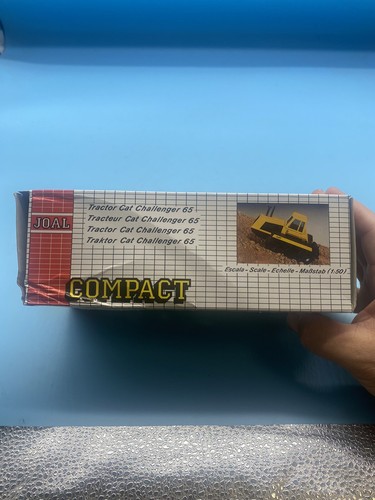 JOAL
Tractor Cat Challenger 65
Tracteur Cat Challenger 65
Tractor Cat Challenger 65
Traktor Cat Challenger 65
Escala - Scale - Echelle - Maßstab (1:50)
COMPACT